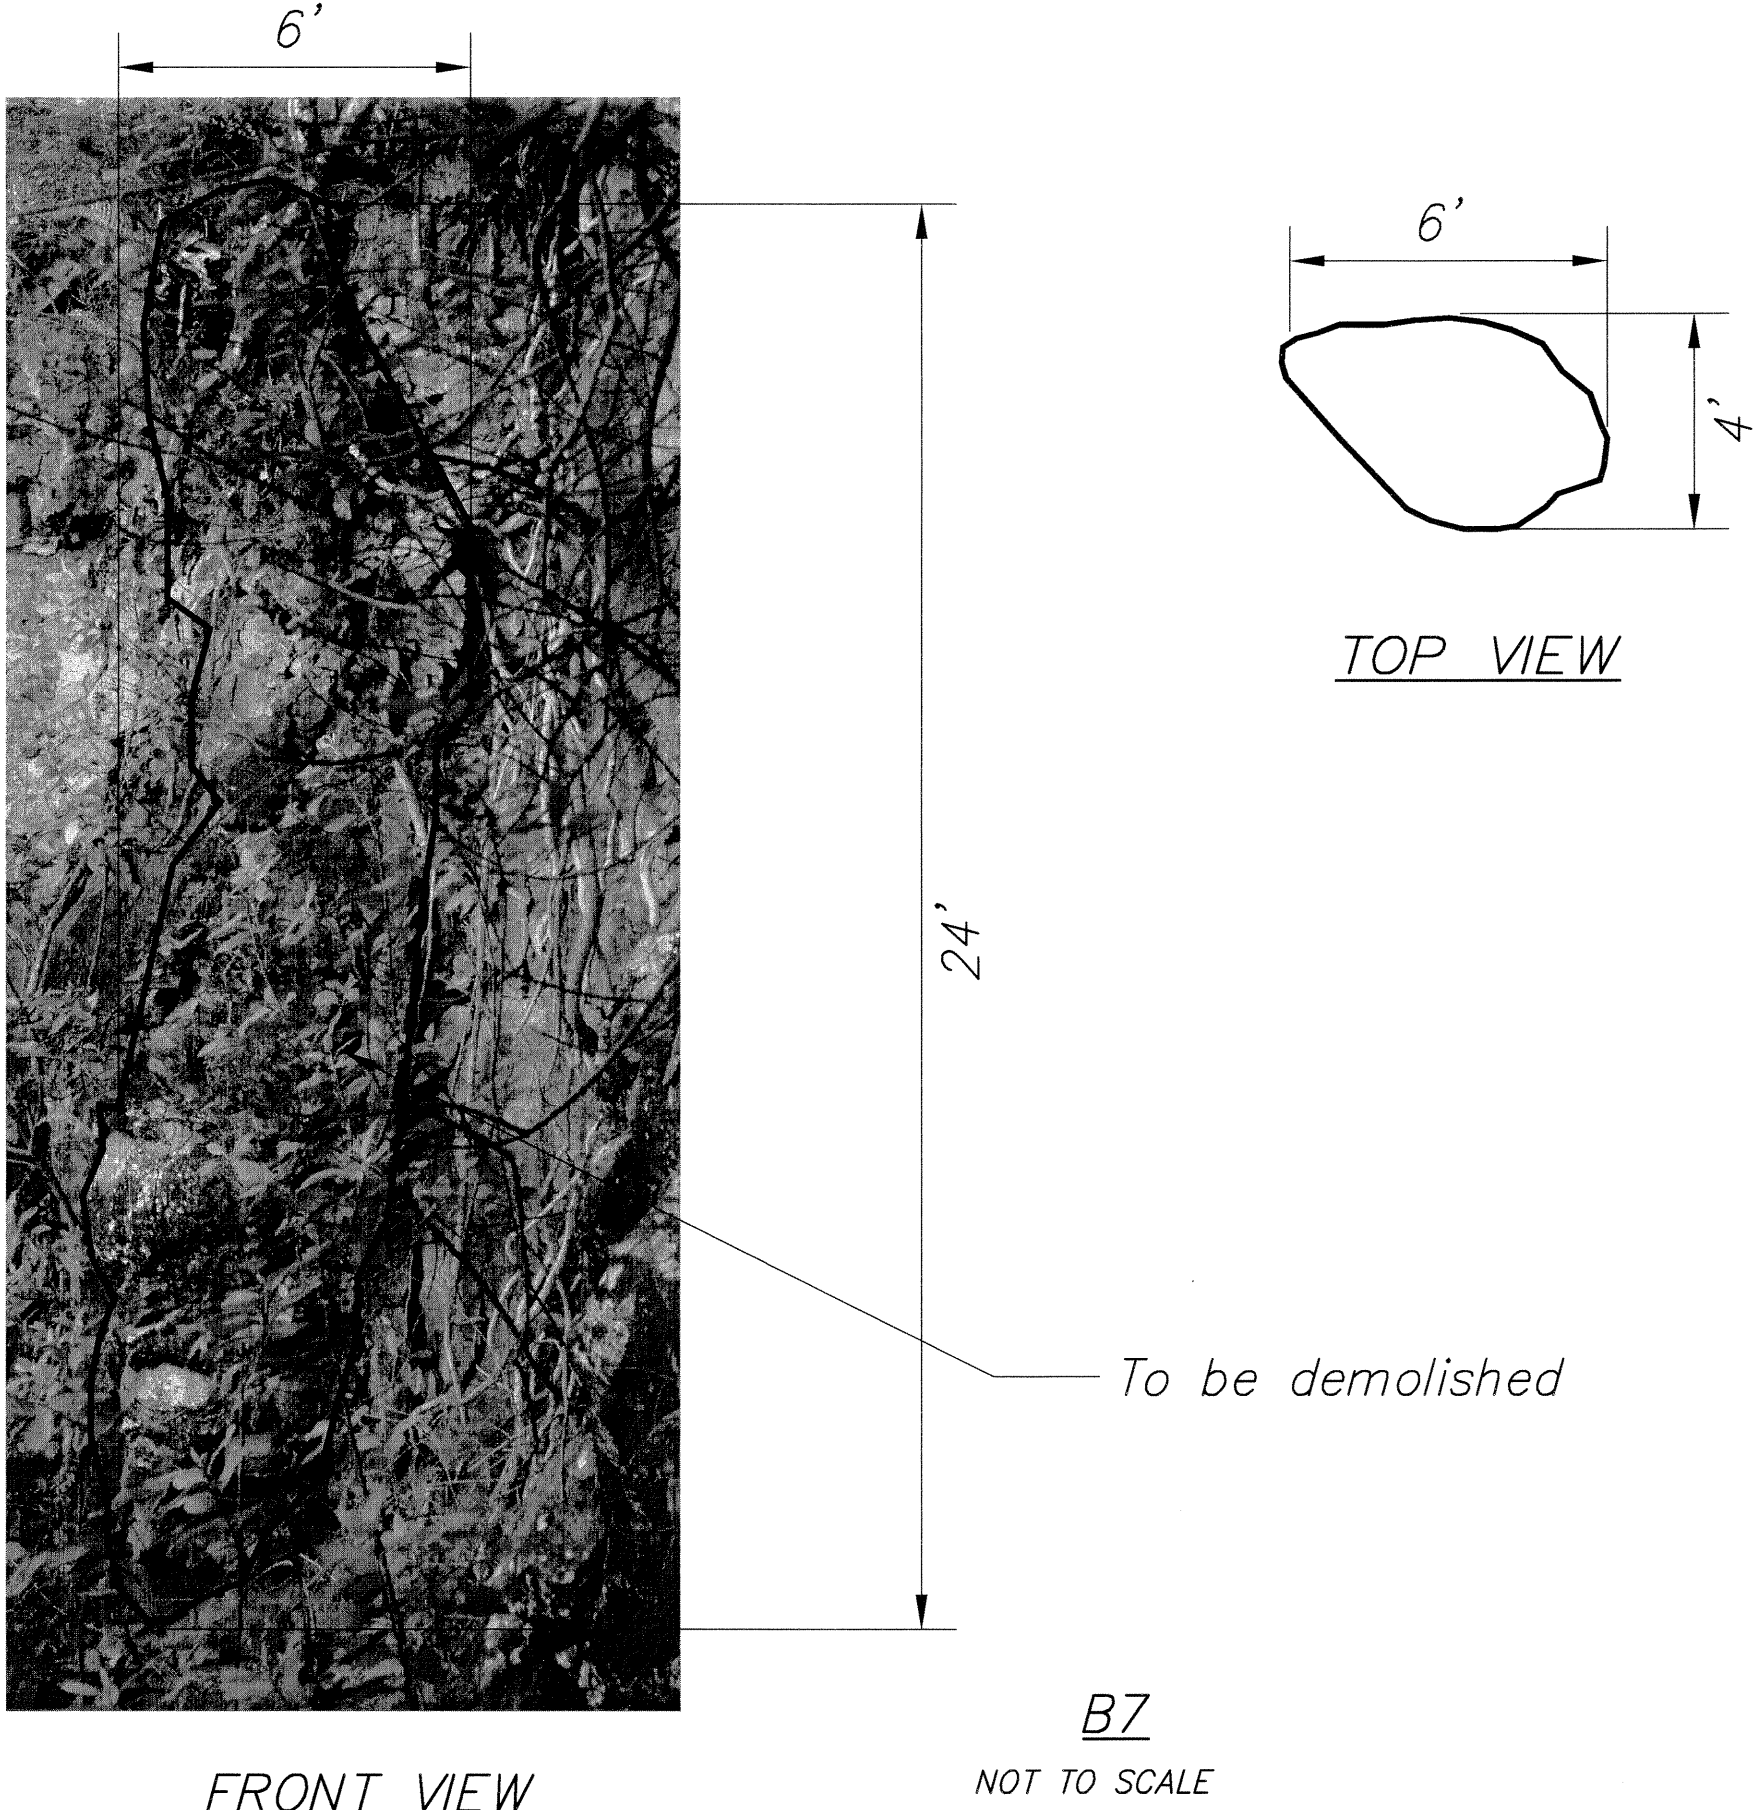 6'
6'
4'
TOP VIEW
24'
To be demolished
B7
FRONT VIEW
NOT TO SCALE